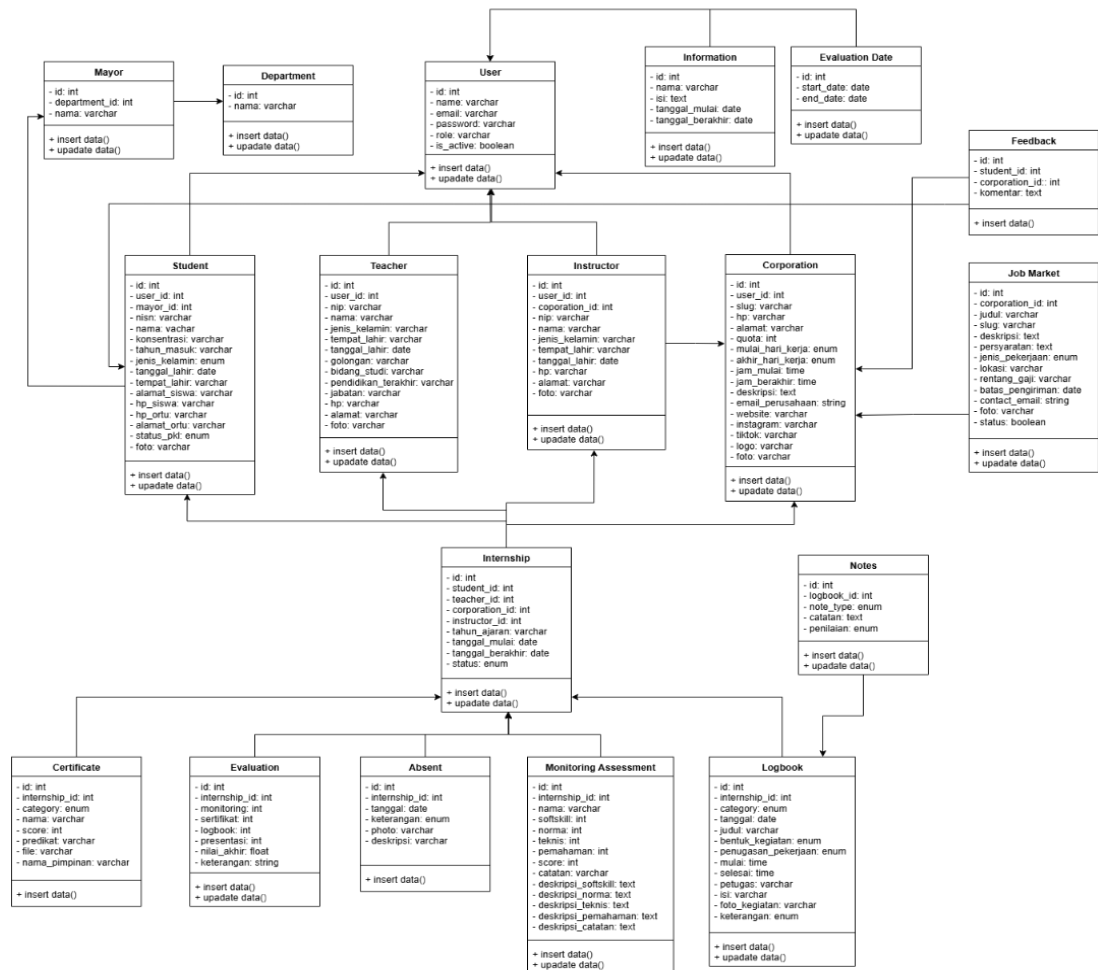 Mayor
- id: int
- department_id: int
- nama: varchar
+ insert data()
+ upadate data()
Department
- id: int
- nama: varchar
+ insert data()
+ upadate data()
User
- id: int
- name: varchar
- email: varchar
- password: varchar
- role: varchar
- is_active: boolean
+ insert data()
+ upadate data()
Information
- id: int
- nama: varchar
- isi: text
- tanggal_mulai: date
- tanggal_berakhir: date
+ insert data()
+ upadate data()
Evaluation Date
- id: int
- start_date: date
- end_date: date
+ insert data()
+ upadate data()
Feedback
- id: int
- student_id: int
- corporation_id:: int
- komentar: text
+ insert data()
Student
- id: int
- user_id: int
- mayor_id: int
- nisn: varchar
- nama: vachar
- konsentrasi: varchar
- tahun_masuk: varchar
- jenis_kelamin: enum
- tanggal_lahir: date
- tempat_lahir: varchar
- alamat_siswa: varchar
- hp_siswa: varchar
- hp_ortu: varchar
- alamat_ortu: varchar
- status_pkl: enum
- foto: varchar
+ insert data()
+ upadate data()
Teacher
- id: int
- user_id: int
- nip: varchar
- nama: varchar
- jenis_kelamin: varchar
- tempat_lahir: varchar
- tanggal_lahir: date
- golongan: varchar
- bidang_studi: varchar
- pendidikan_terakhir: varchar
- jabatan: varchar
- hp: varchar
- alamat: varchar
- foto: varchar
+ insert data()
+ upadate data()
Instructor
- id: int
- user_id: int
- coporation_id: int
- nip: varchar
- nama: varchar
- jenis_kelamin: varchar
- tempat_lahir: varchar
- tanggal_lahir: date
- hp: varchar
- alamat: varchar
- foto: varchar
+ insert data()
+ upadate data()
Corporation
- id: int
- user_id: int
- slug: varchar
- hp: varchar
- alamat: varchar
- quota: int
- mulai_hari_kerja: enum
- akhir_hari_kerja: enum
- jam_mulai: time
- jam_berakhir: time
- deskripsi: text
- email_perusahaan: string
- website: varchar
- instagram: varchar
- tiktok: varchar
- logo: varchar
- foto: varchar
+ insert data()
+ upadate data()
Job Market
- id: int
- corporation_id: int
- judul: varchar
- slug: varchar
- deskripsi: text
- persyaratan: text
- jenis_pekerjaan: enum
- lokasi: varchar
- rentang_gaji: varchar
- batas_pengiriman: date
- contact_email: string
- foto: varchar
- status: boolean
+ insert data()
+ upadate data()
Internship
- id: int
- student_id: int
- teacher_id: int
- corporation_id: int
- instructor_id: int
- tahun_ajaran: varchar
- tanggal_mulai: date
- tanggal_berakhir: date
- status: enum
+ insert data()
+ upadate data()
Notes
- id: int
- logbook_id: int
- note_type: enum
- catatan: text
- penilaian: enum
+ insert data()
+ upadate data()
Certificate
- id: int
- internship_id: int
- category: enum
- nama: varchar
- score: int
- predikat: varchar
- file: varchar
- nama_pimpinan: varchar
+ insert data()
Evaluation
- id: int
- internship_id: int
- monitoring: int
- sertifikat: int
- logbook: int
- presentasi: int
- nilai_akhir: float
- keterangan: string
+ insert data()
+ upadate data()
Absent
- id: int
- internship_id: int
- tanggal: date
- keterangan: enum
- photo: varchar
- deskripsi: varchar
+ insert data()
Monitoring Assessment
- id: int
- internship_id: int
- nama: varchar
- softskill: int
- norma: int
- teknis: int
- pemahaman: int
- score: int
- catatan: varchar
- deskripsi_softskill: text
- deskripsi_norma: text
- deskripsi_teknis: text
- deskripsi_pemahaman: text
- deskripsi_catatan: text
+ insert data()
+ upadate data()
Logbook
- id: int
- internship_id: int
- category: enum
- tanggal: date
- judul: varchar
- bentuk_kegiatan: enum
- penugasan_pekerjaan: enum
- mulai: time
- selesai: time
- petugas: varchar
- isi: varchar
- foto_kegiatan: varchar
- keterangan: enum
+ insert data()
+ upadate data()